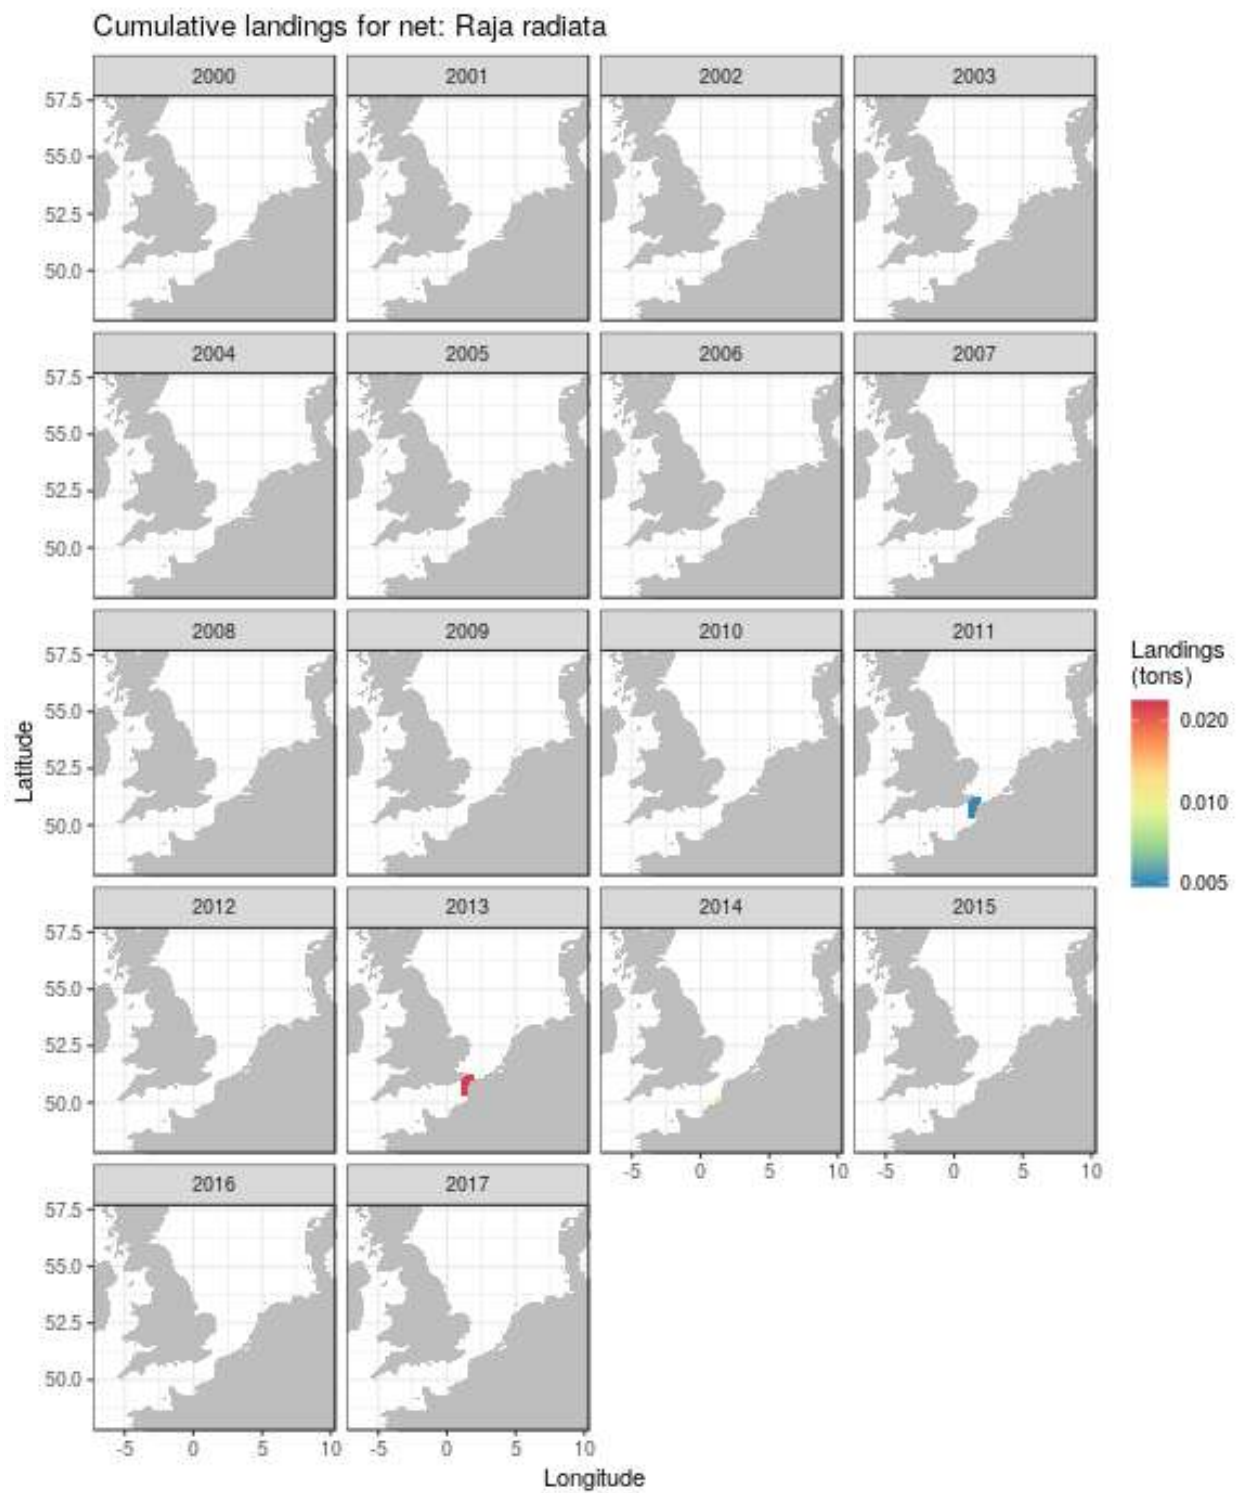 Cumulative landings for net: Raja radiata
2000 2001 2002 2003
57.5
55.0
52.5
50.0
2004 2005 2006 2007
57.5
55.0
52.5
50.0
2008 2009 2010 2011
57.5
55.0
52.5
50.0
Latitude
Landings
(tons)
0.020
0.010
0.005
2012 2013 2014 2015
57.5
55.0
52.5
50.0
-5 0 5 10 -5 0 5 10
2016 2017
57.5
55.0
52.5
50.0
-5 0 5 10 -5 0 5 10
Longitude